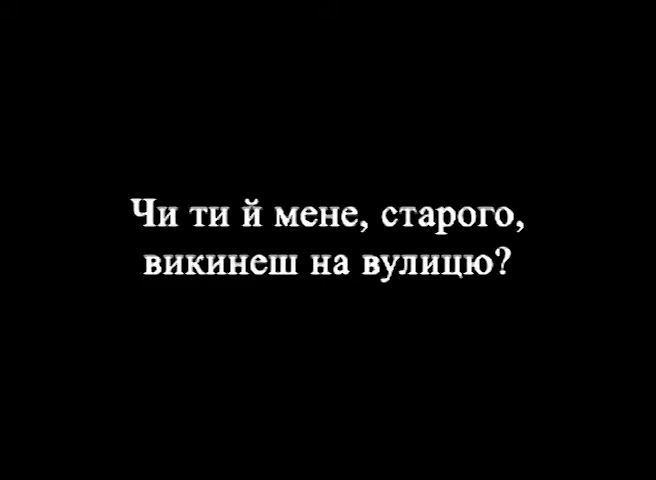 Чи ти й мене, старого,
викинеш на вулицю?